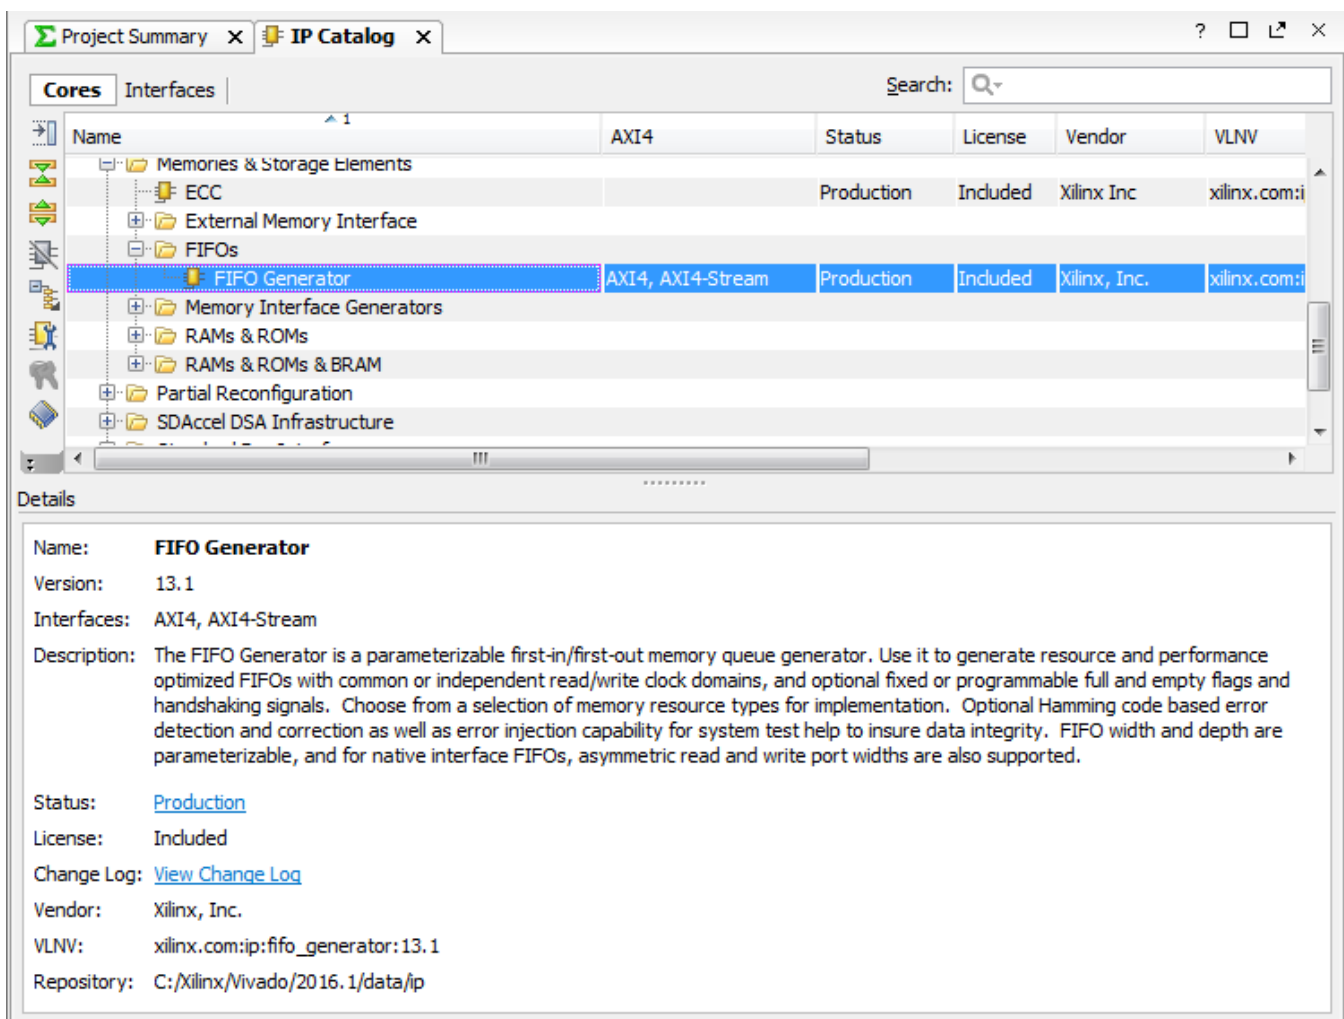 Project Summary IP Catalog
Cores Interfaces Search:
Name 1 AXI4 Status License Vendor VLNV
Memories & Storage Elements
ECC Production Included Xilinx Inc xilinx.com:i
External Memory Interface
FIFOs
FIFO Generator AXI4, AXI4-Stream Production Included Xilinx, Inc. xilinx.com:i
Memory Interface Generators
RAMs & ROMs
RAMs & ROMs & BRAM
Partial Reconfiguration
SDAccel DSA Infrastructure
Details
Name: FIFO Generator
Version: 13.1
Interfaces: AXI4, AXI4-Stream
Description: The FIFO Generator is a parameterizable first-in/first-out memory queue generator. Use it to generate resource and performance
optimized FIFOs with common or independent read/write clock domains, and optional fixed or programmable full and empty flags and
handshaking signals. Choose from a selection of memory resource types for implementation. Optional Hamming code based error
detection and correction as well as error injection capability for system test help to insure data integrity. FIFO width and depth are
parameterizable, and for native interface FIFOs, asymmetric read and write port widths are also supported.
Status: Production
License: Included
Change Log: View Change Log
Vendor: Xilinx, Inc.
VLNV: xilinx.com:ip:fifo_generator:13.1
Repository: C:/Xilinx/Vivado/2016.1/data/ip